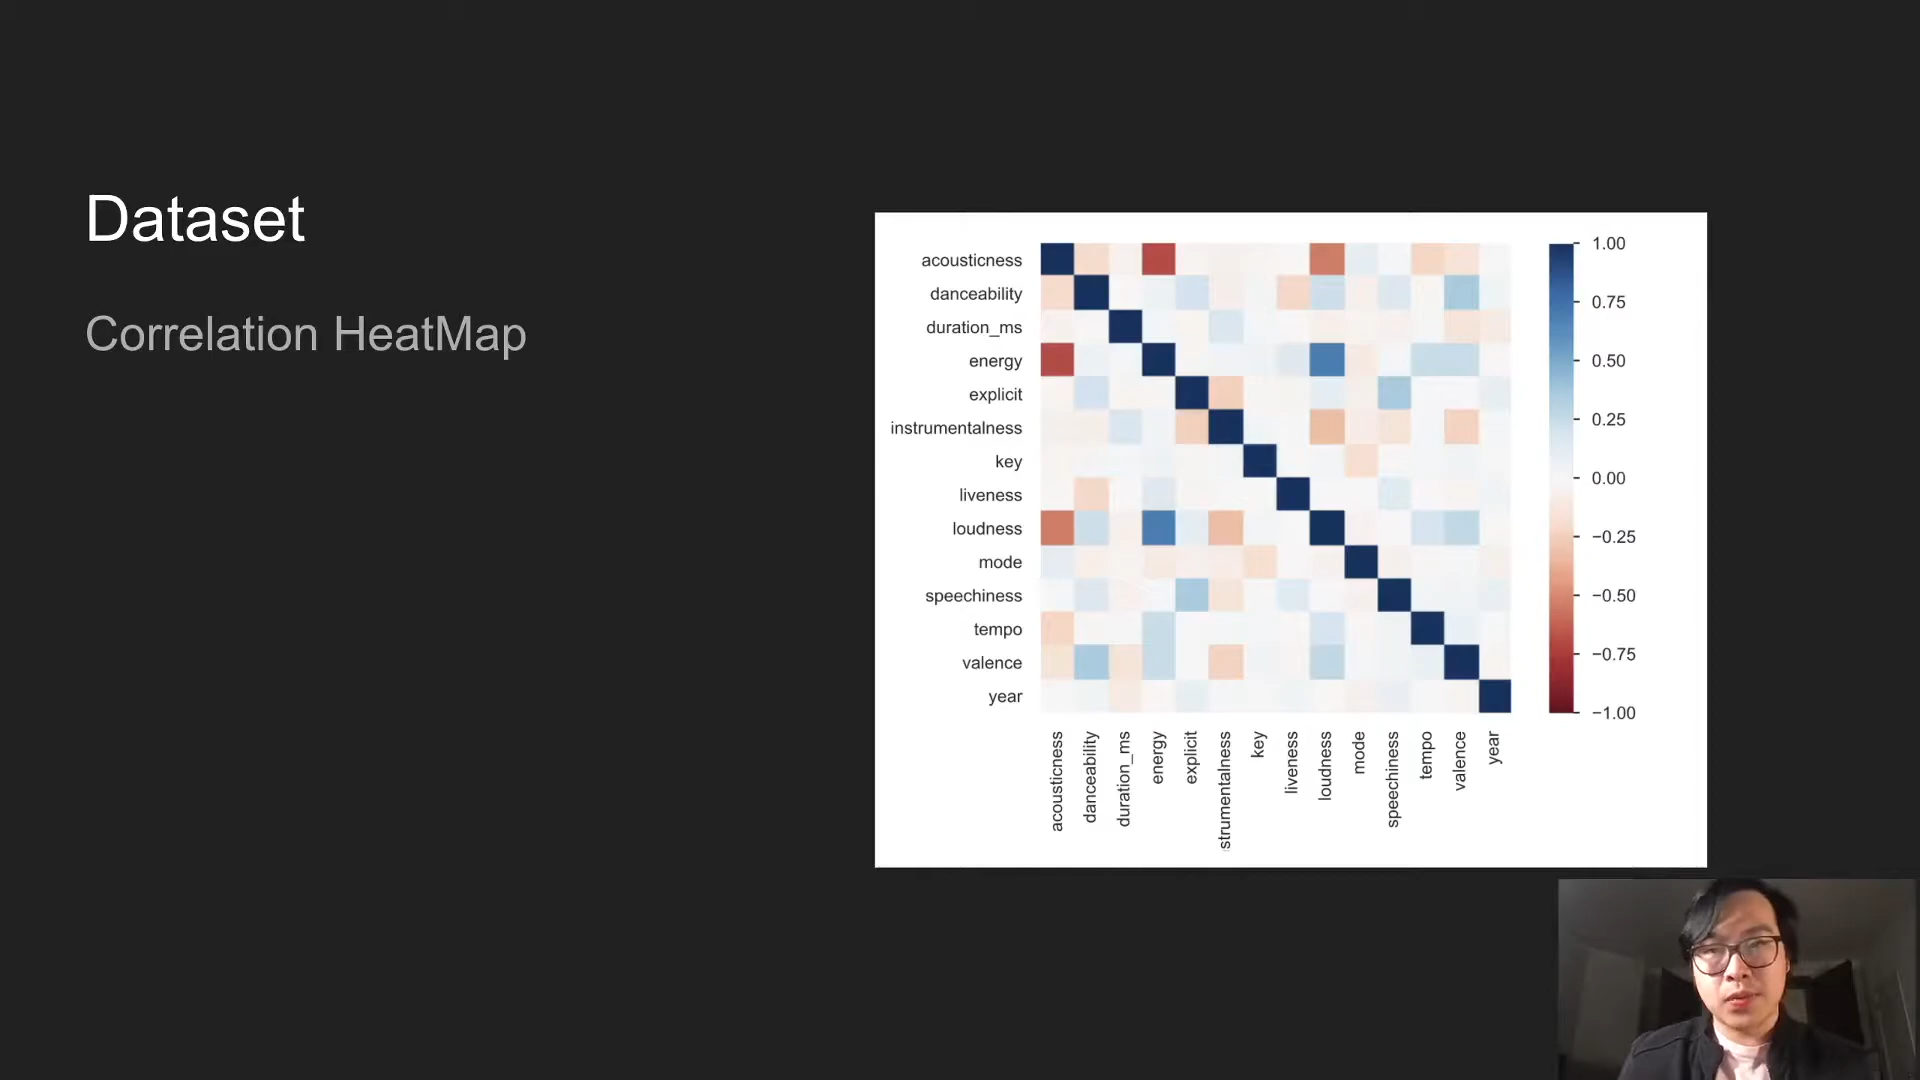 Dataset
Correlation HeatMap
acousticness
danceability
duration_ms
energy
explicit
instrumentalness
key
liveness
loudness
mode
speechiness
tempo
valence
year
1.00
0.75
0.50
0.25
0.00
−0.25
−0.50
−0.75
−1.00
acousticness
danceability
duration_ms
energy
explicit
strumentalness
key
liveness
loudness
mode
speechiness
tempo
valence
year